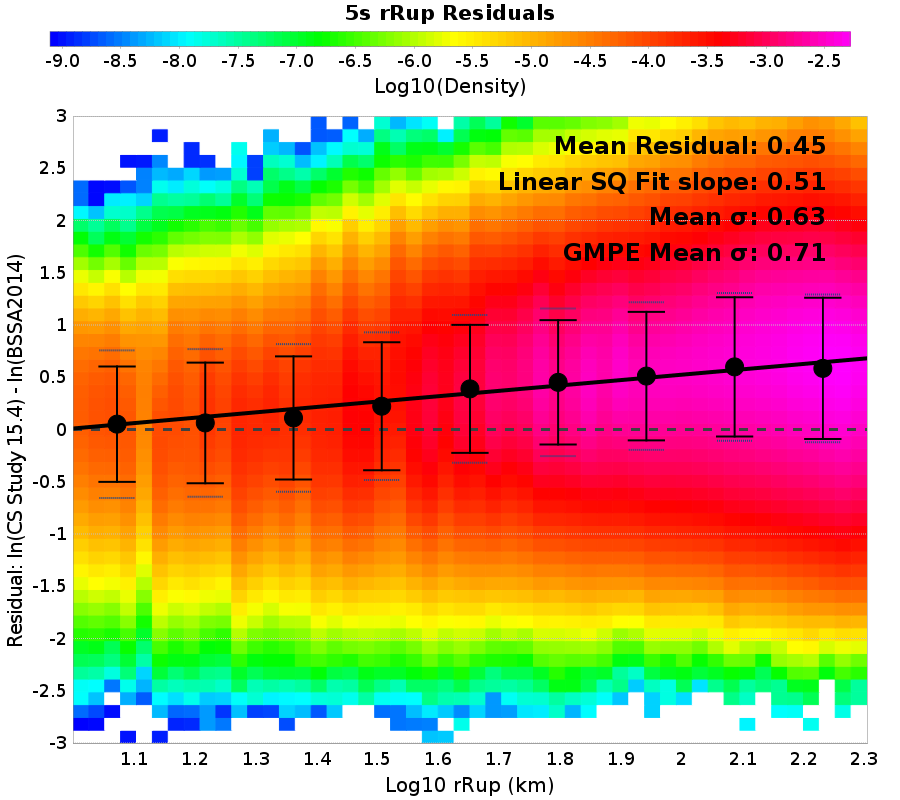 5s rRup Residuals
-9.0 -8.5 -8.0 -7.5 -7.0 -6.5 -6.0 -5.5 -5.0 -4.5 -4.0 -3.5 -3.0 -2.5
Log10(Density)
Mean Residual: 0.45
Linear SQ Fit slope: 0.51
Mean σ: 0.63
GMPE Mean σ: 0.71
Residual: ln(CS Study 15.4) - ln(BSSA2014)
3
2.5
2
1.5
1
0.5
0
-0.5
-1
-1.5
-2
-2.5
-3
1.1 1.2 1.3 1.4 1.5 1.6 1.7 1.8 1.9 2 2.1 2.2 2.3
Log10 rRup (km)